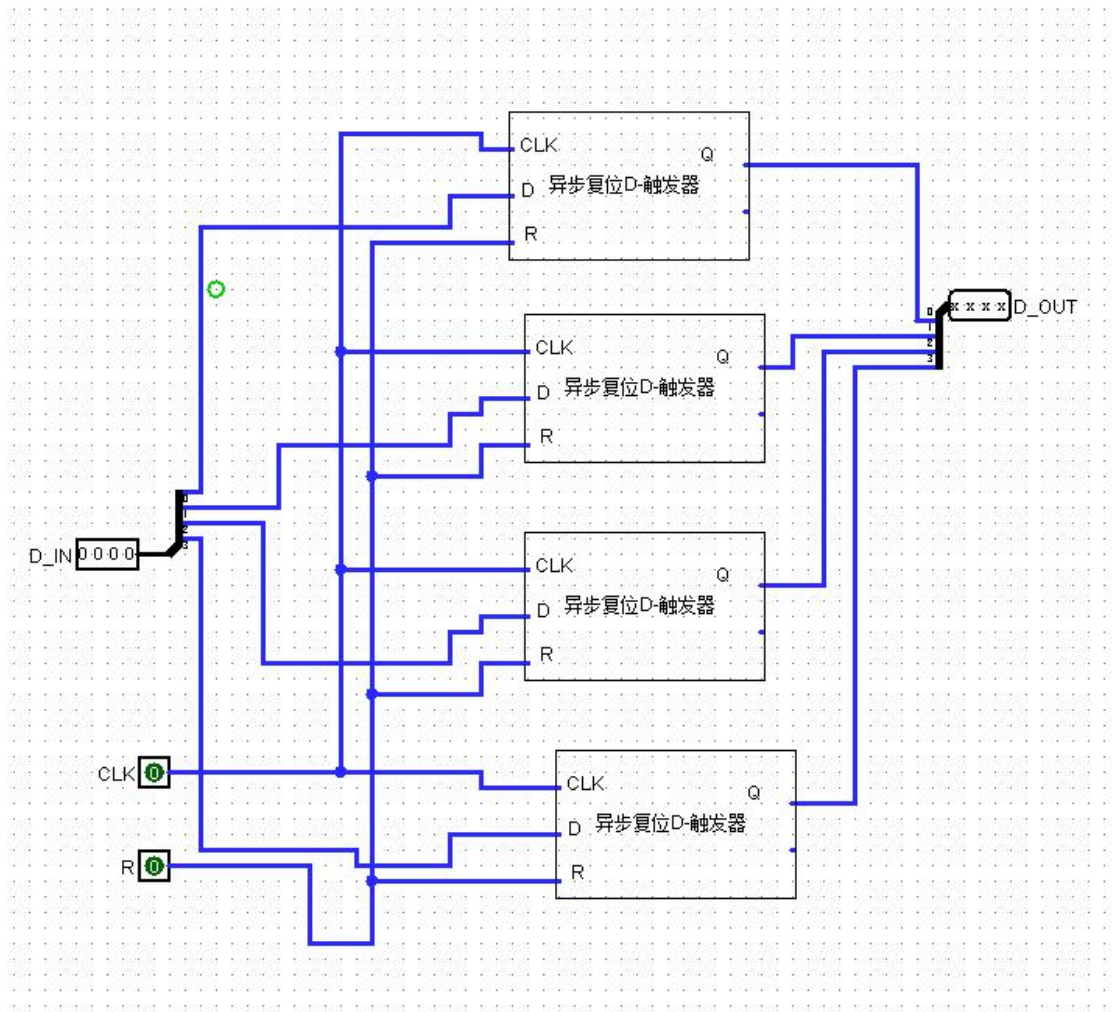 CLK
Q
D 异步复位D-触发器
R
0
1
2
3
x x x x D_OUT
CLK
Q
D 异步复位D-触发器
R
0
1
2
3
D_IN 0 0 0 0
CLK
Q
D 异步复位D-触发器
R
CLK 0
CLK
Q
D 异步复位D-触发器
R 0
R